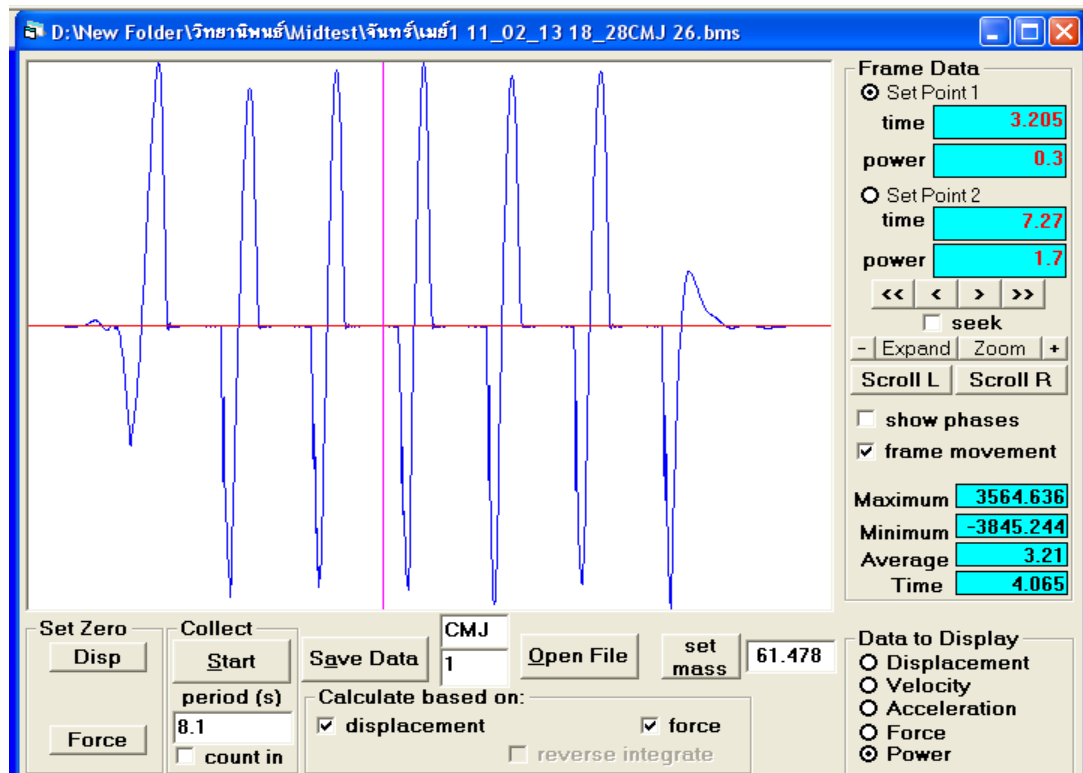 D:\New Folder\วิทยานิพนธ์\Midtest\จันทร์\เมย์1 11_02_13 18_28CMJ 26.bms
Frame Data
Set Point 1
time 3.205
power 0.3
Set Point 2
time 7.27
power 1.7
<< < > >>
seek
- Expand Zoom +
Scroll L Scroll R
show phases
frame movement
Maximum 3564.636
Minimum -3845.244
Average 3.21
Time 4.065
Set Zero
Disp
Force
Collect
Start
period (s)
8.1
count in
Save Data
CMJ
1
Open File
set mass
61.478
Calculate based on:
displacement force
reverse integrate
Data to Display
Displacement
Velocity
Acceleration
Force
Power